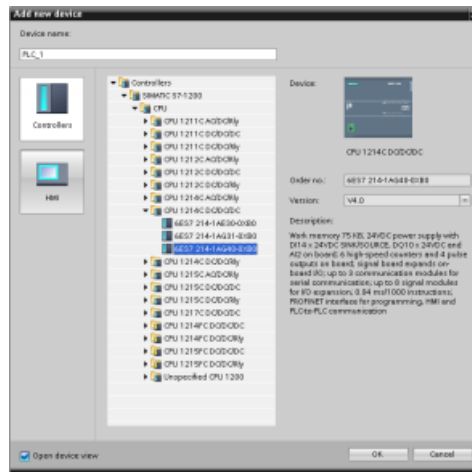 Add new device
Device name:
PLC_1
Controllers
HMI
Controllers
SIMATIC S7-1200
CPU
CPU 1211C AC/DC/Rly
CPU 1211C DC/DC/DC
CPU 1211C DC/DC/Rly
CPU 1212C AC/DC/Rly
CPU 1212C DC/DC/DC
CPU 1212C DC/DC/Rly
CPU 1214C AC/DC/Rly
CPU 1214C DC/DC/DC
6ES7 214-1AE30-0XB0
6ES7 214-1AG31-0XB0
6ES7 214-1AG40-0XB0
CPU 1214C DC/DC/Rly
CPU 1215C AC/DC/Rly
CPU 1215C DC/DC/DC
CPU 1215C DC/DC/Rly
CPU 1217C DC/DC/DC
CPU 1214FC DC/DC/DC
CPU 1214FC DC/DC/Rly
CPU 1215FC DC/DC/DC
CPU 1215FC DC/DC/Rly
Unspecified CPU 1200
Device:
CPU 1214C DC/DC/DC
Order no.:
6ES7 214-1AG40-0XB0
Version:
V4.0
Description:
Work memory 75 KB; 24VDC power supply with
DI14 x 24VDC SINK/SOURCE, DQ10 x 24VDC and
AI2 on board; 6 high-speed counters and 4 pulse
outputs on board; signal board expands on-
board I/O; up to 3 communication modules for
serial communication; up to 8 signal modules
for I/O expansion; 0.04 ms/1000 instructions;
PROFINET interface for programming, HMI and
PLC-to-PLC communication
Open device view
OK
Cancel